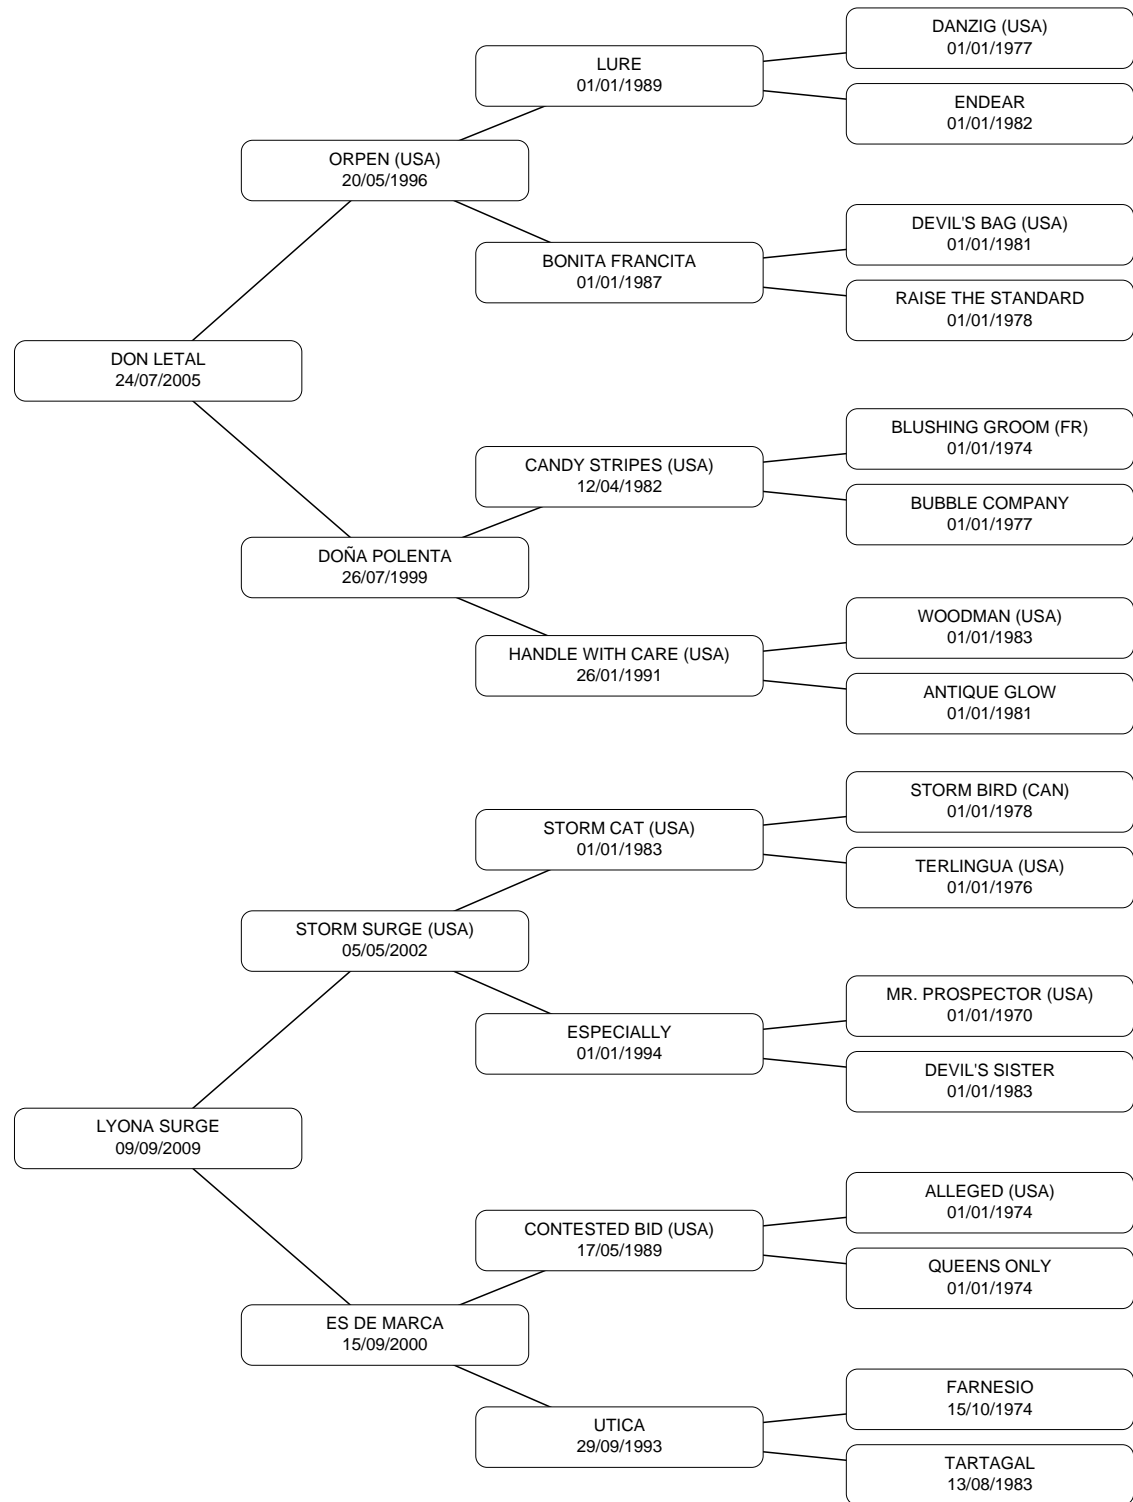 DANZIG (USA)
01/01/1977
LURE
01/01/1989
ENDEAR
01/01/1982
ORPEN (USA)
20/05/1996
DEVIL'S BAG (USA)
01/01/1981
BONITA FRANCITA
01/01/1987
RAISE THE STANDARD
01/01/1978
DON LETAL
24/07/2005
BLUSHING GROOM (FR)
01/01/1974
CANDY STRIPES (USA)
12/04/1982
BUBBLE COMPANY
01/01/1977
DOÑA POLENTA
26/07/1999
WOODMAN (USA)
01/01/1983
HANDLE WITH CARE (USA)
26/01/1991
ANTIQUE GLOW
01/01/1981
STORM BIRD (CAN)
01/01/1978
STORM CAT (USA)
01/01/1983
TERLINGUA (USA)
01/01/1976
STORM SURGE (USA)
05/05/2002
MR. PROSPECTOR (USA)
01/01/1970
ESPECIALLY
01/01/1994
DEVIL'S SISTER
01/01/1983
LYONA SURGE
09/09/2009
ALLEGED (USA)
01/01/1974
CONTESTED BID (USA)
17/05/1989
QUEENS ONLY
01/01/1974
ES DE MARCA
15/09/2000
FARNESIO
15/10/1974
UTICA
29/09/1993
TARTAGAL
13/08/1983